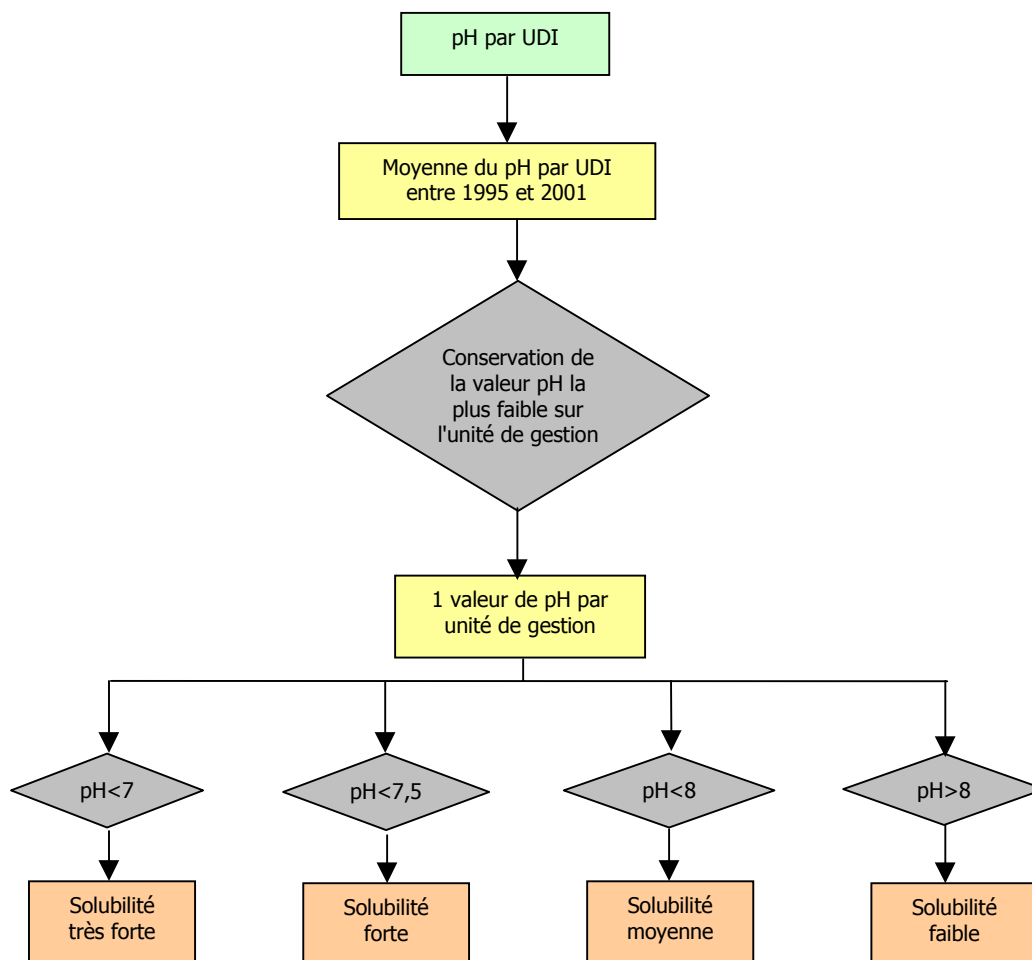 pH par UDI
Moyenne du pH par UDI
entre 1995 et 2001
Conservation de
la valeur pH la
plus faible sur
l'unité de gestion
1 valeur de pH par
unité de gestion
pH<7
pH<7,5
pH<8
pH>8
Solubilité
très forte
Solubilité
forte
Solubilité
moyenne
Solubilité
faible